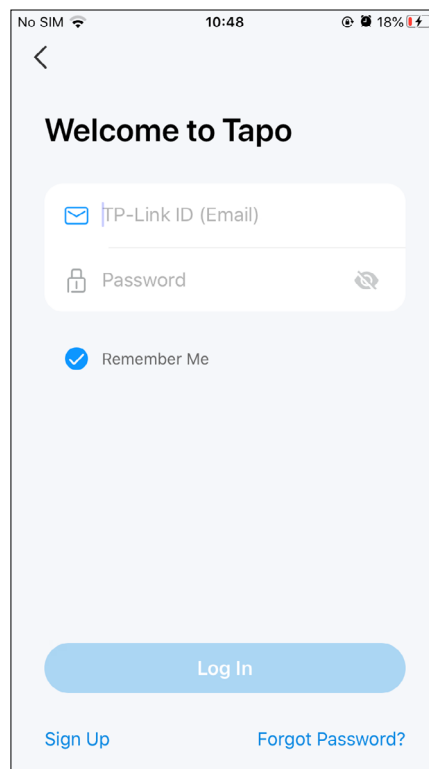 No SIM 10:48 18%
Welcome to Tapo
TP-Link ID (Email)
Password
Remember Me
Log In
Sign Up Forgot Password?